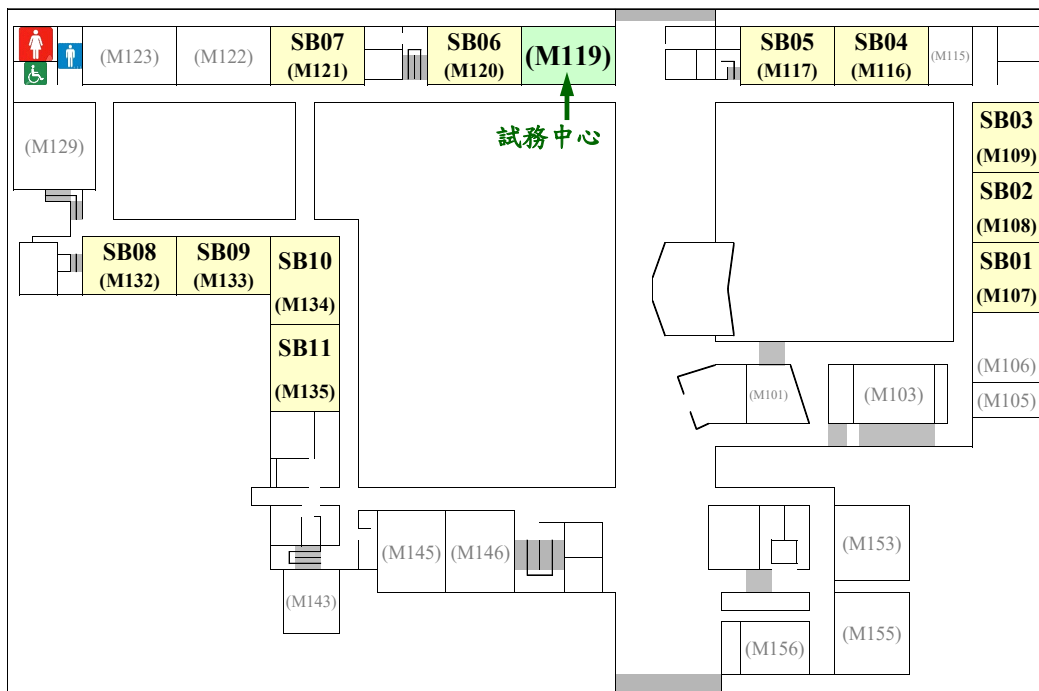 (M123)
(M122)
SB07
(M121)
SB06
(M120)
(M119)
試務中心
SB05
(M117)
SB04
(M116)
(M115)
SB03
(M109)
SB02
(M108)
SB01
(M107)
(M106)
(M105)
(M129)
SB08
(M132)
SB09
(M133)
SB10
(M134)
SB11
(M135)
(M101)
(M103)
(M145)
(M146)
(M143)
(M153)
(M155)
(M156)